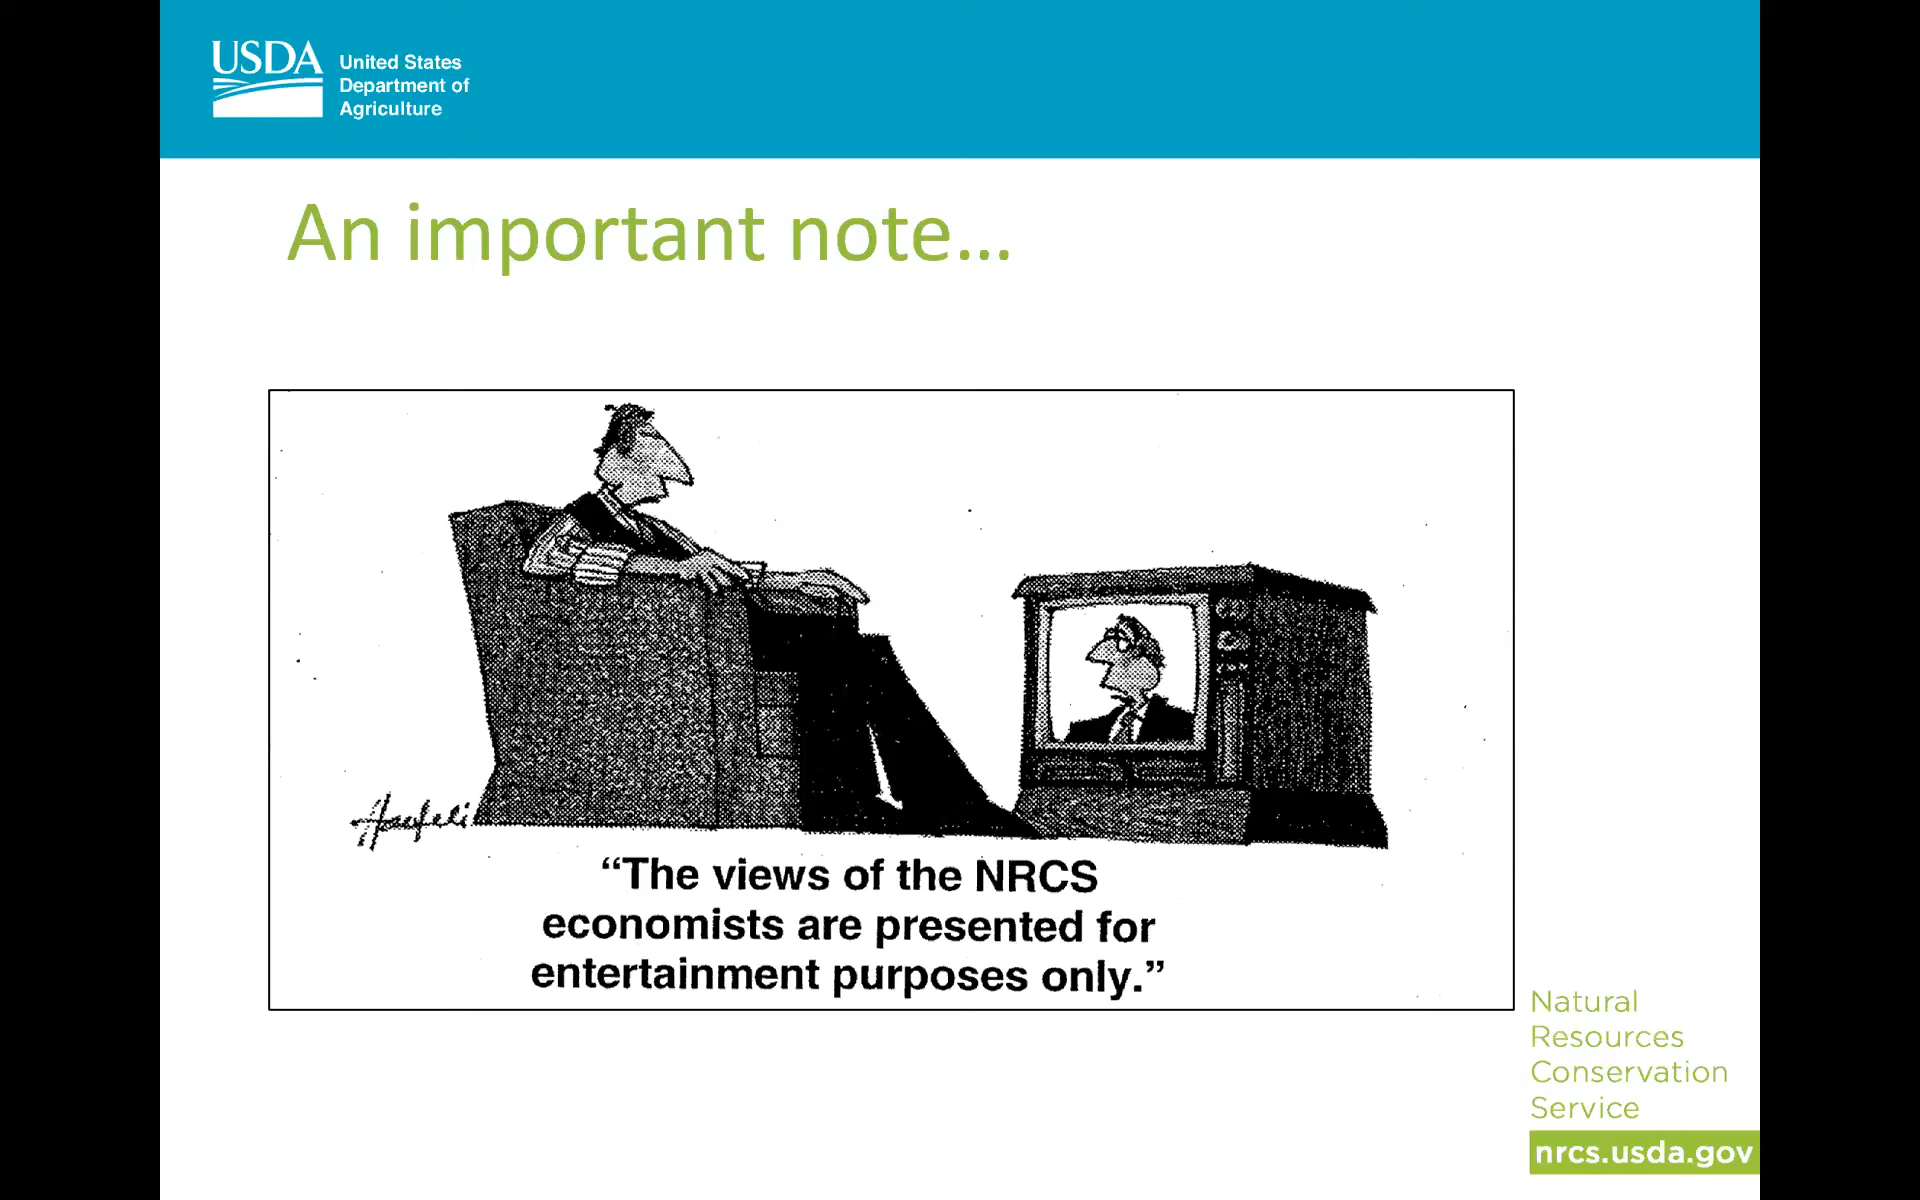 USDA
United States
Department of
Agriculture
An important note...
“The views of the NRCS
economists are presented for
entertainment purposes only.”
Natural
Resources
Conservation
Service
nrcs.usda.gov